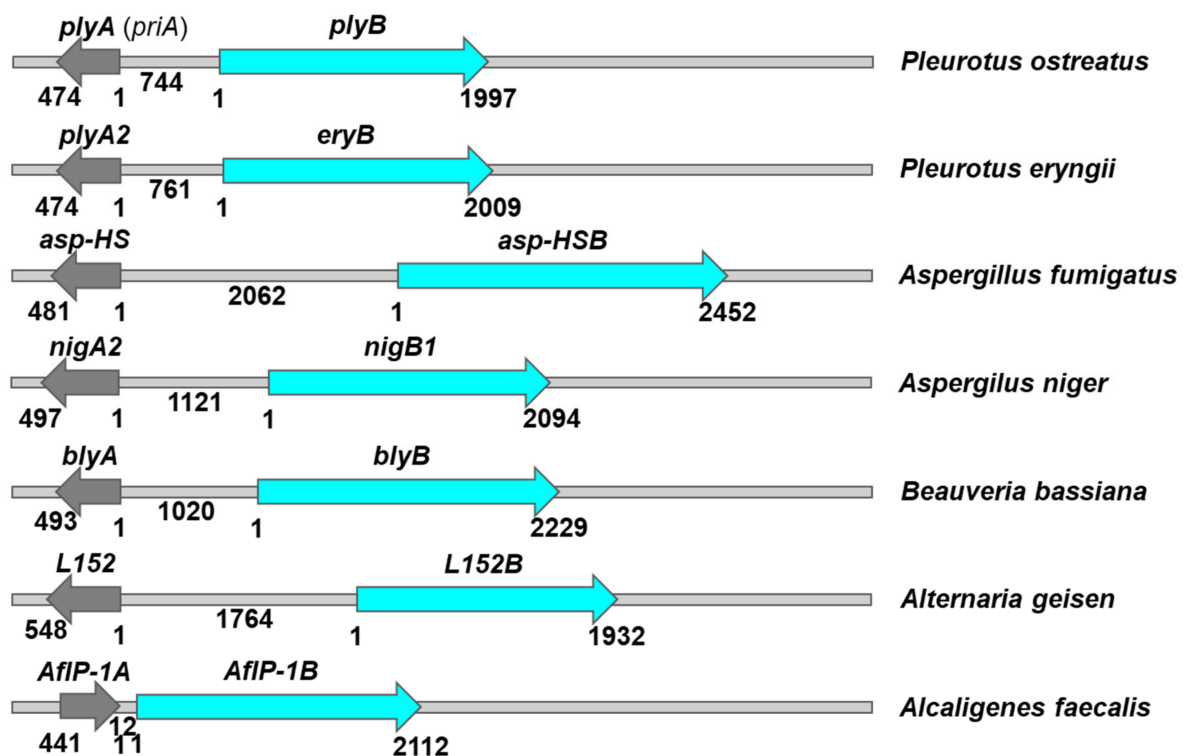 plyA (priA) plyB
Pleurotus ostreatus
474 1 744 1 1997
plyA2 eryB
Pleurotus eryngii
474 1 761 1 2009
asp-HS asp-HSB
Aspergillus fumigatus
481 1 2062 1 2452
nigA2 nigB1
Aspergilus niger
497 1 1121 1 2094
blyA blyB
Beauveria bassiana
493 1 1020 1 2229
L152 L152B
Alternaria geisen
548 1 1764 1 1932
AflP-1A AflP-1B
Alcaligenes faecalis
12
441 1 1 2112